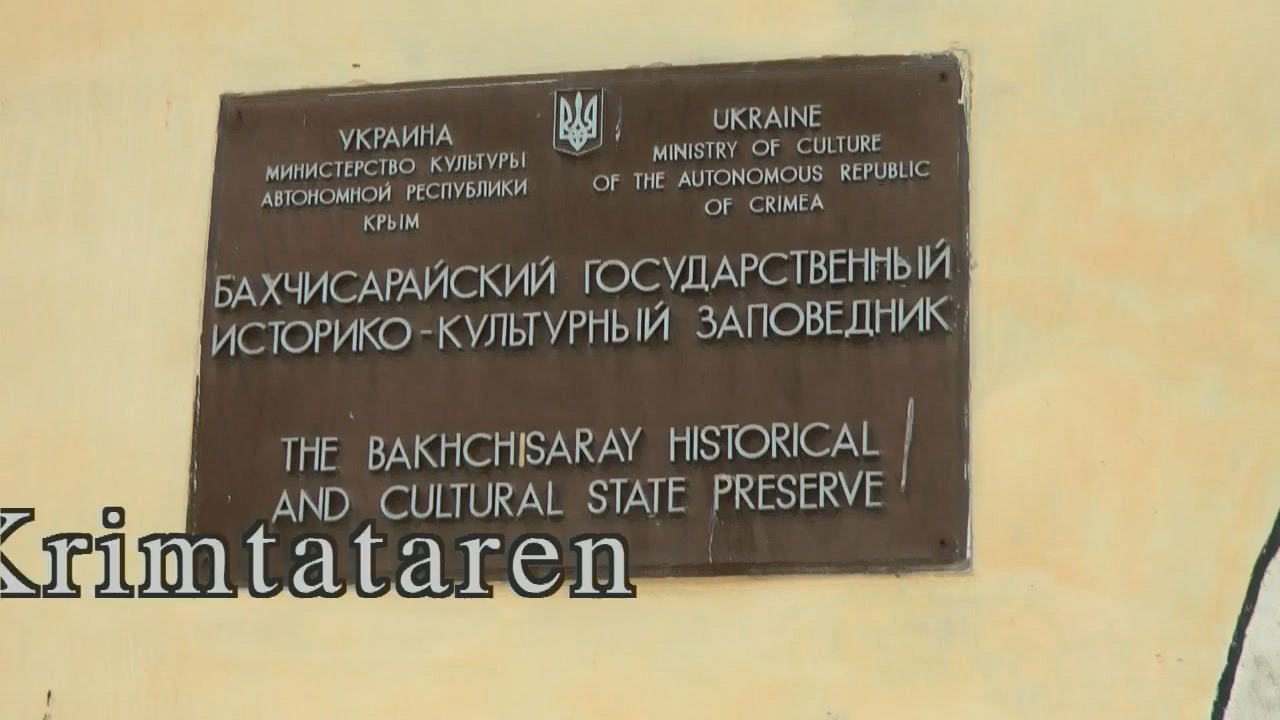 УКРАИНА
МИНИСТЕРСТВО КУЛЬТУРЫ
АВТОНОМНОЙ РЕСПУБЛИКИ
КРЫМ
UKRAINE
MINISTRY OF CULTURE
OF THE AUTONOMOUS REPUBLIC
OF CRIMEA
БАХЧИСАРАЙСКИЙ ГОСУДАРСТВЕННЫЙ
ИСТОРИКО-КУЛЬТУРНЫЙ ЗАПОВЕДНИК
THE BAKHCHISARAY HISTORICAL
AND CULTURAL STATE PRESERVE
Krimtataren